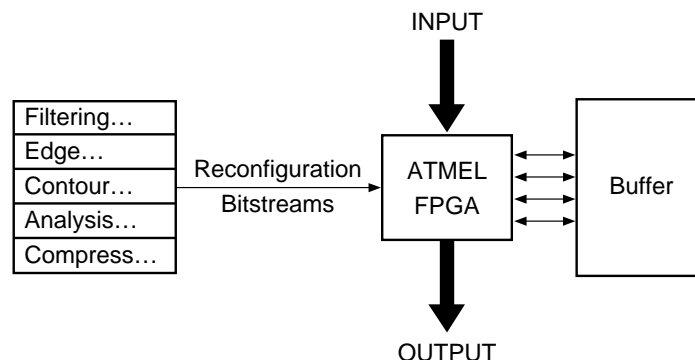 INPUT
Filtering…
Edge…
Contour…
Analysis…
Compress…
Reconfiguration
Bitstreams
ATMEL
FPGA
Buffer
OUTPUT